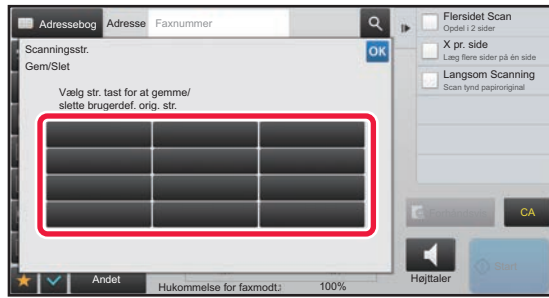 Adressebog
Adresse
Faxnummer
Scanningsstr.
Gem/Slet
OK
Vælg str. tast for at gemme/
slette brugerdef. orig. str.
Flersidet Scan
Opdel i 2 sider
X pr. side
Læg flere sider på én side
Langsom Scanning
Scan tynd papiroriginal
CA
Start
Højttaler
Andet
Hukommelse for faxmodt.:
100%